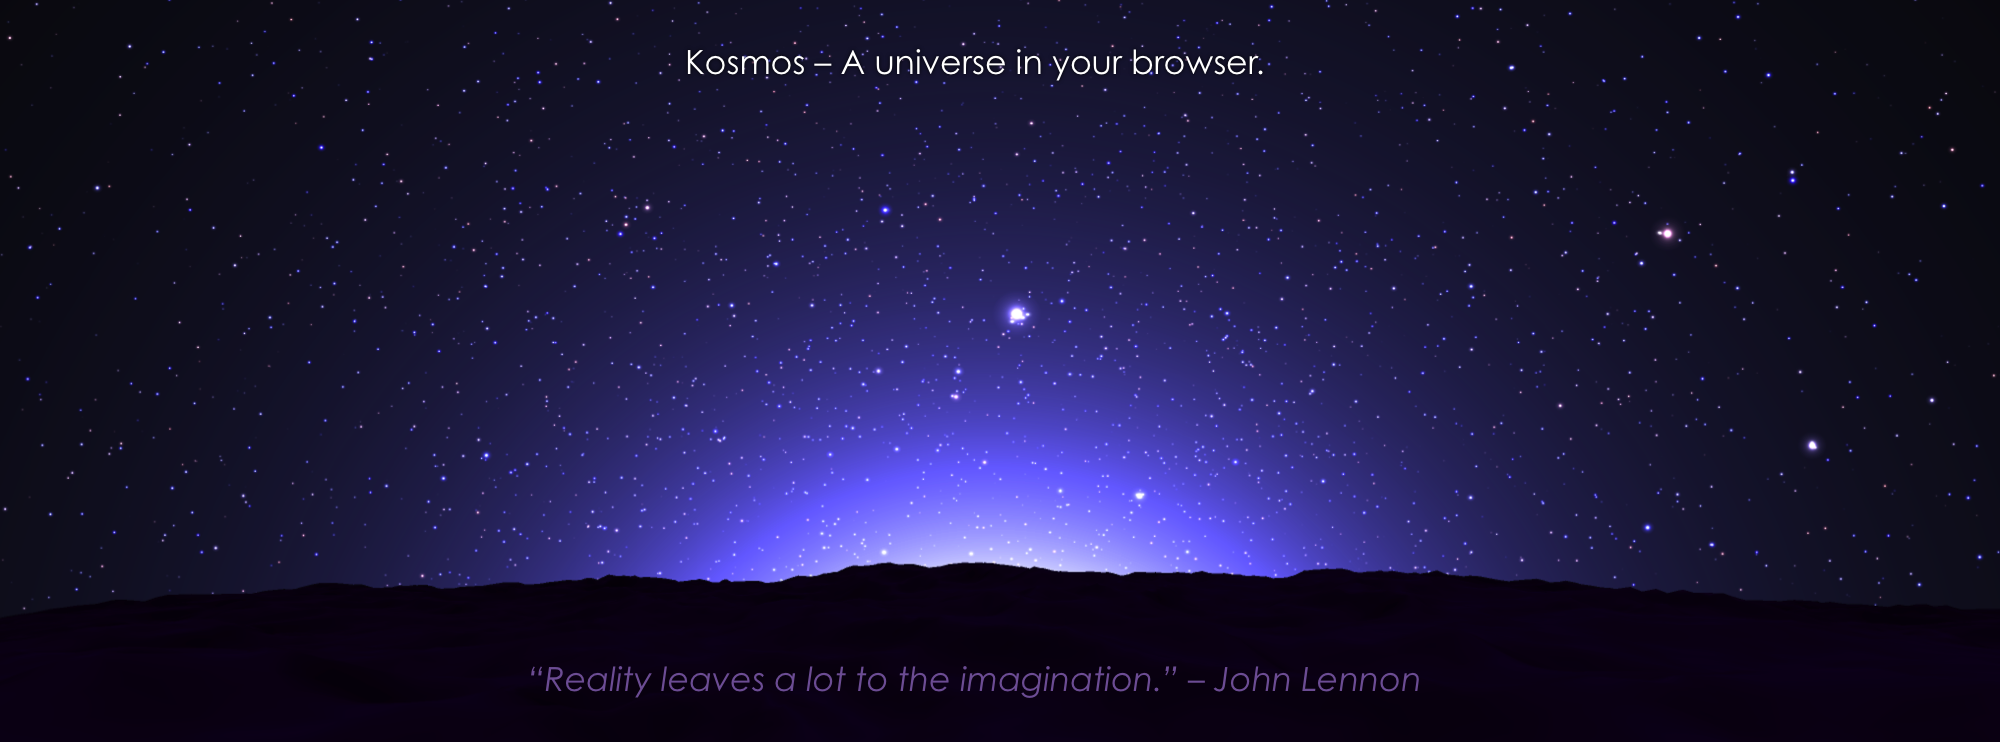 Kosmos – A universe in your browser.
“Reality leaves a lot to the imagination.” – John Lennon